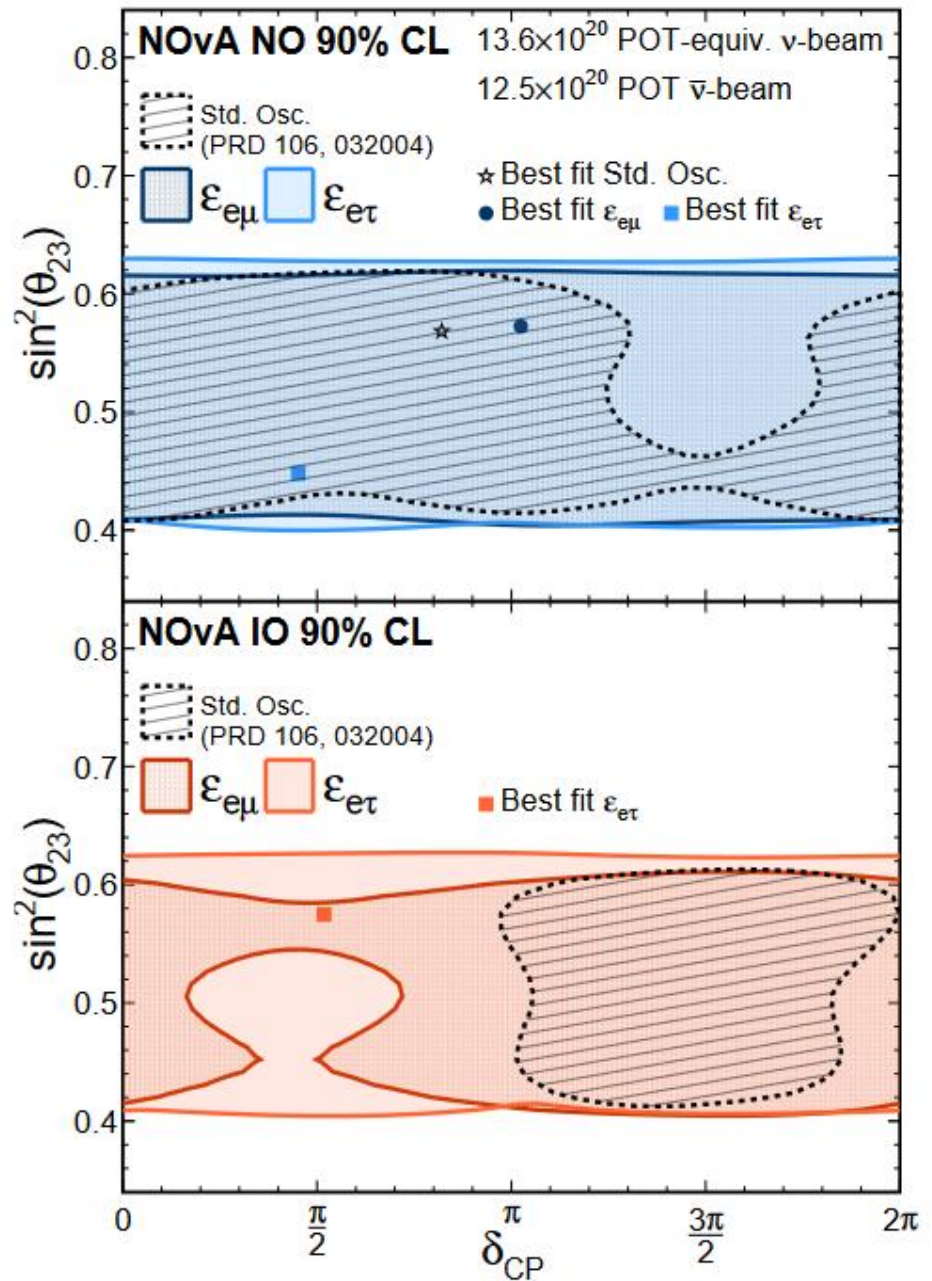 NOvA NO 90% CL
13.6×10²⁰ POT-equiv. ν-beam
12.5×10²⁰ POT ν̅-beam
Std. Osc.
(PRD 106, 032004)
εeμ εeτ
Best fit Std. Osc.
Best fit εeμ Best fit εeτ
sin²(θ₂₃)
0.8
0.7
0.6
0.5
0.4
NOvA IO 90% CL
Std. Osc.
(PRD 106, 032004)
εeμ εeτ
Best fit εeτ
sin²(θ₂₃)
0.8
0.7
0.6
0.5
0.4
0 π/2 π 3π/2 2π
δCP